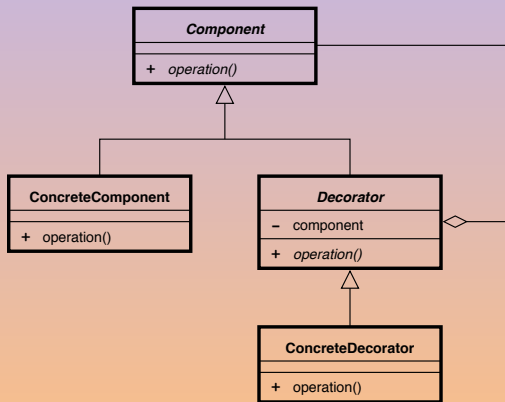 Component
+ operation()
ConcreteComponent
+ operation()
Decorator
- component
+ operation()
ConcreteDecorator
+ operation()